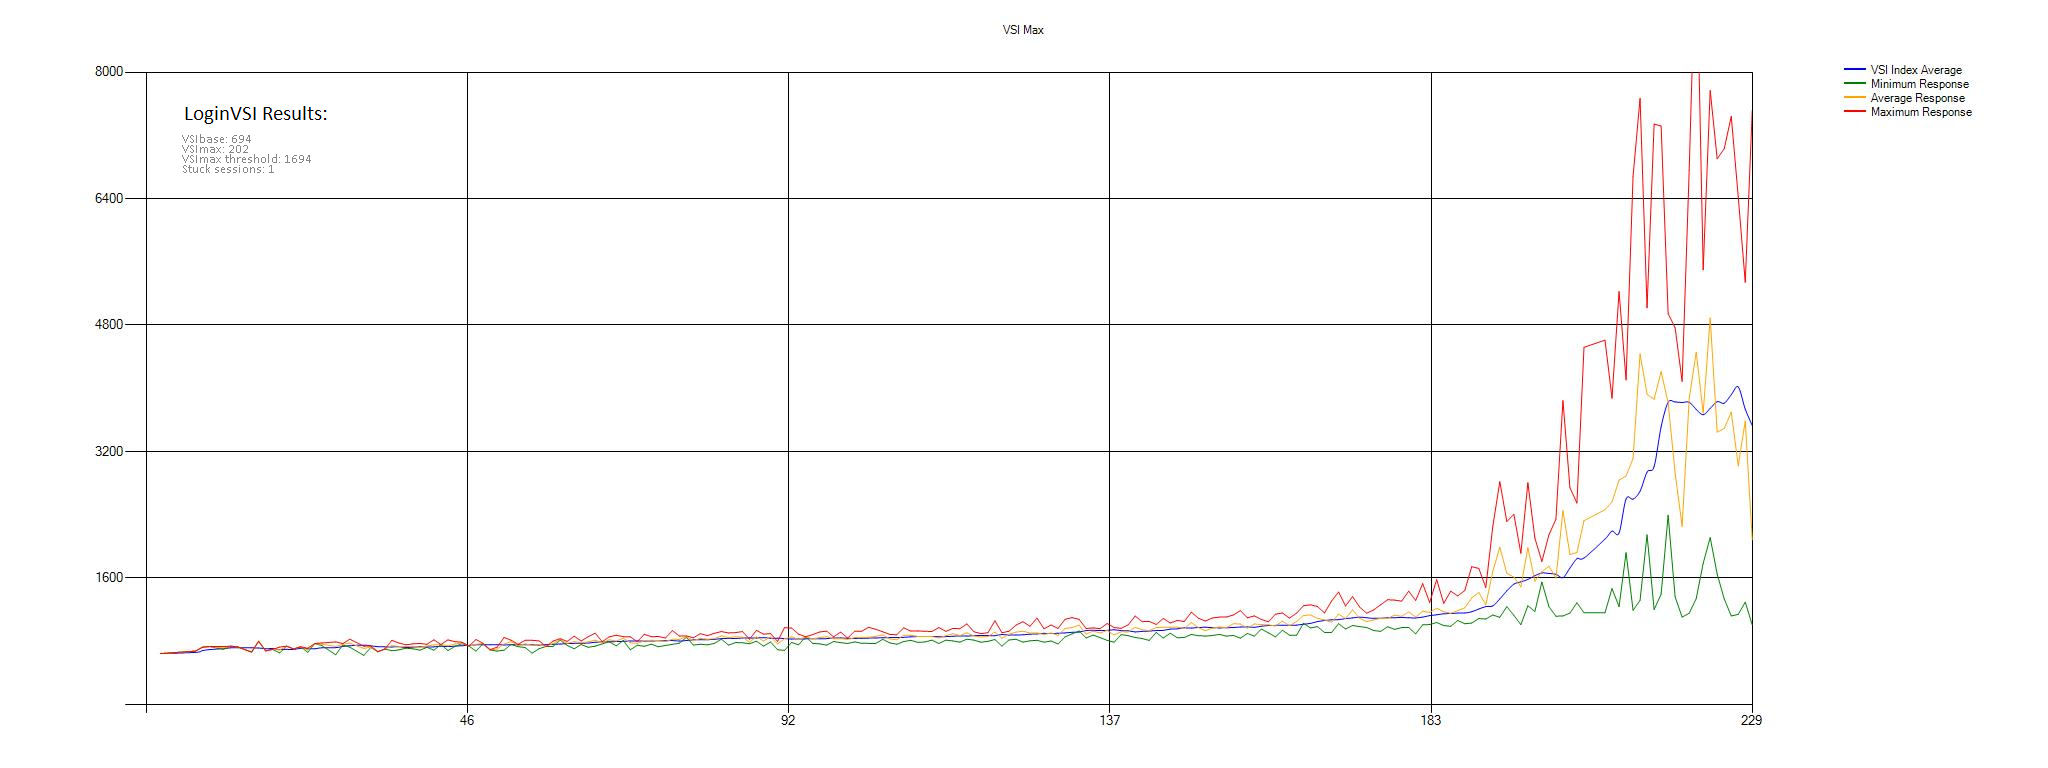 VSI Max
8000
6400
4800
3200
1600
LoginVSI Results:
VSIbase: 694
VSImax: 202
VSImax threshold: 1694
Stuck sessions: 1
VSI Index Average
Minimum Response
Average Response
Maximum Response
46
92
137
183
229